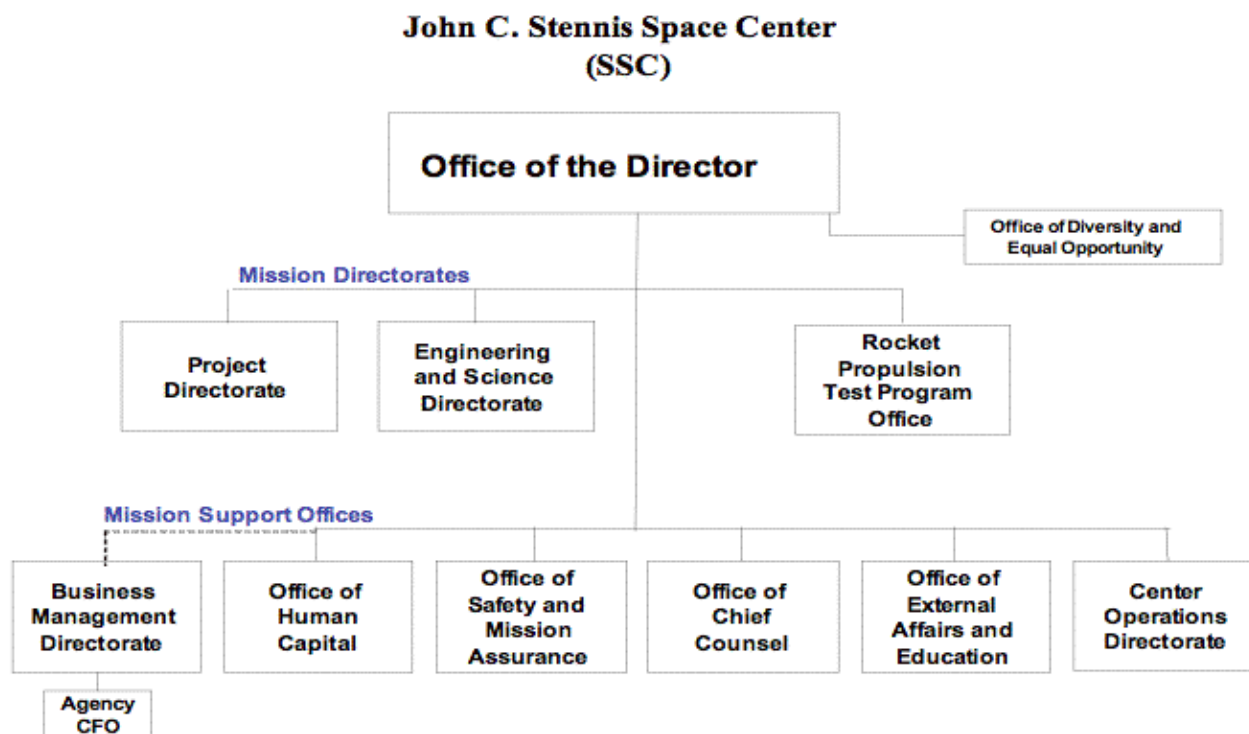 John C. Stennis Space Center
(SSC)
Office of the Director
Office of Diversity and
Equal Opportunity
Mission Directorates
Project
Directorate
Engineering
and Science
Directorate
Rocket
Propulsion
Test Program
Office
Mission Support Offices
Business
Management
Directorate
Office of
Human
Capital
Office of
Safety and
Mission
Assurance
Office of
Chief
Counsel
Office of
External
Affairs and
Education
Center
Operations
Directorate
Agency
CFO